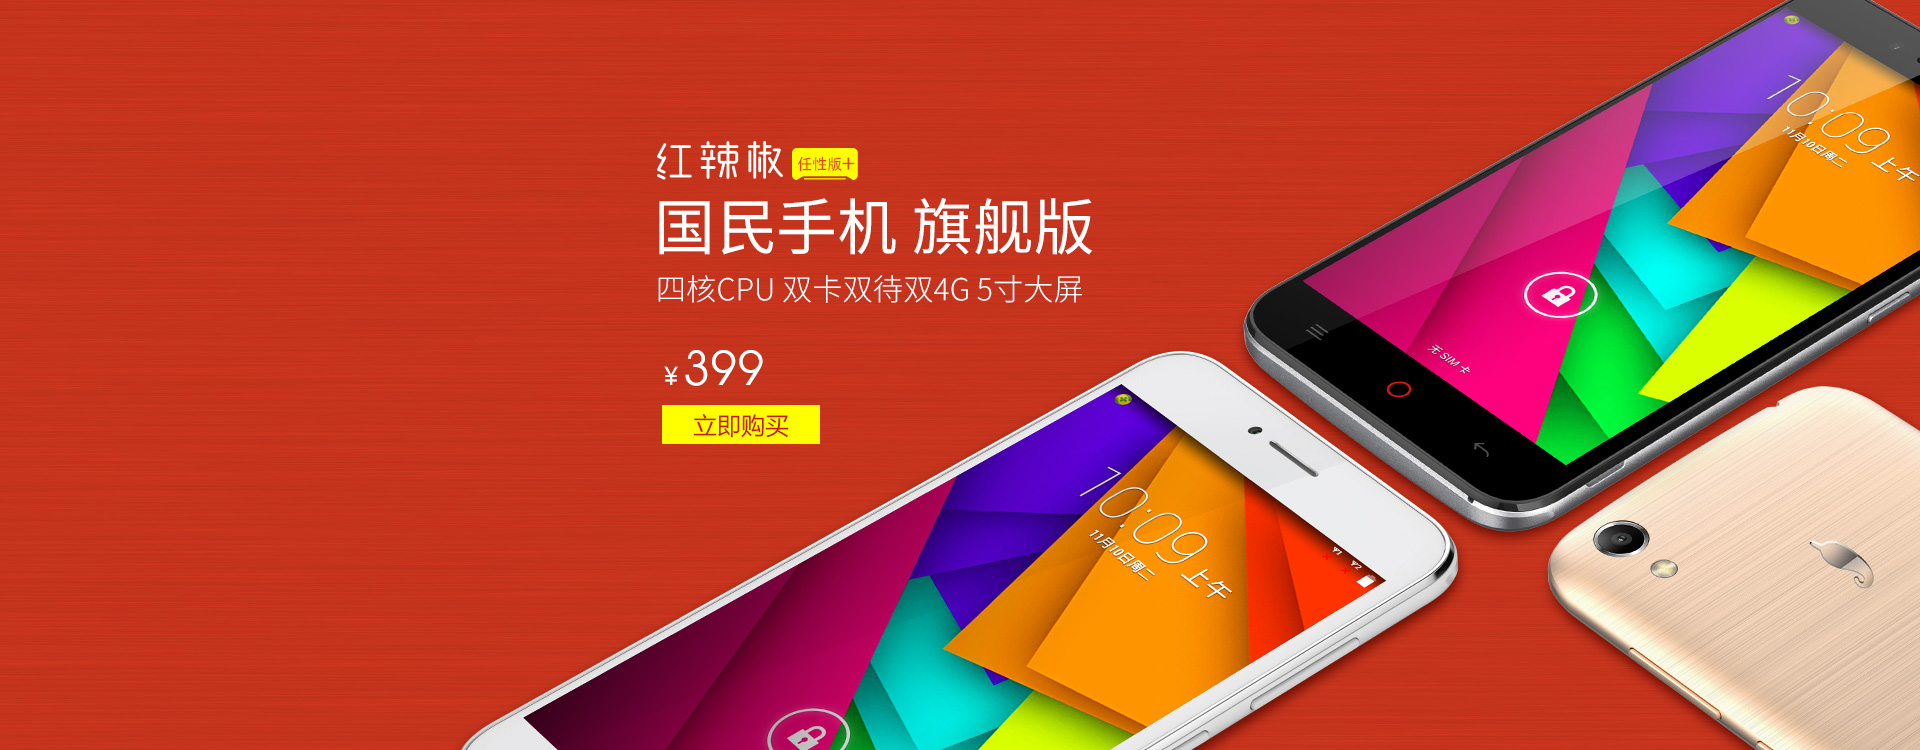 红辣椒 任性版+
国民手机 旗舰版
四核CPU 双卡双待双4G 5寸大屏
¥399
立即购买
10:09 上午
11月10日周二
无SIM卡
10:09 上午
11月10日周二